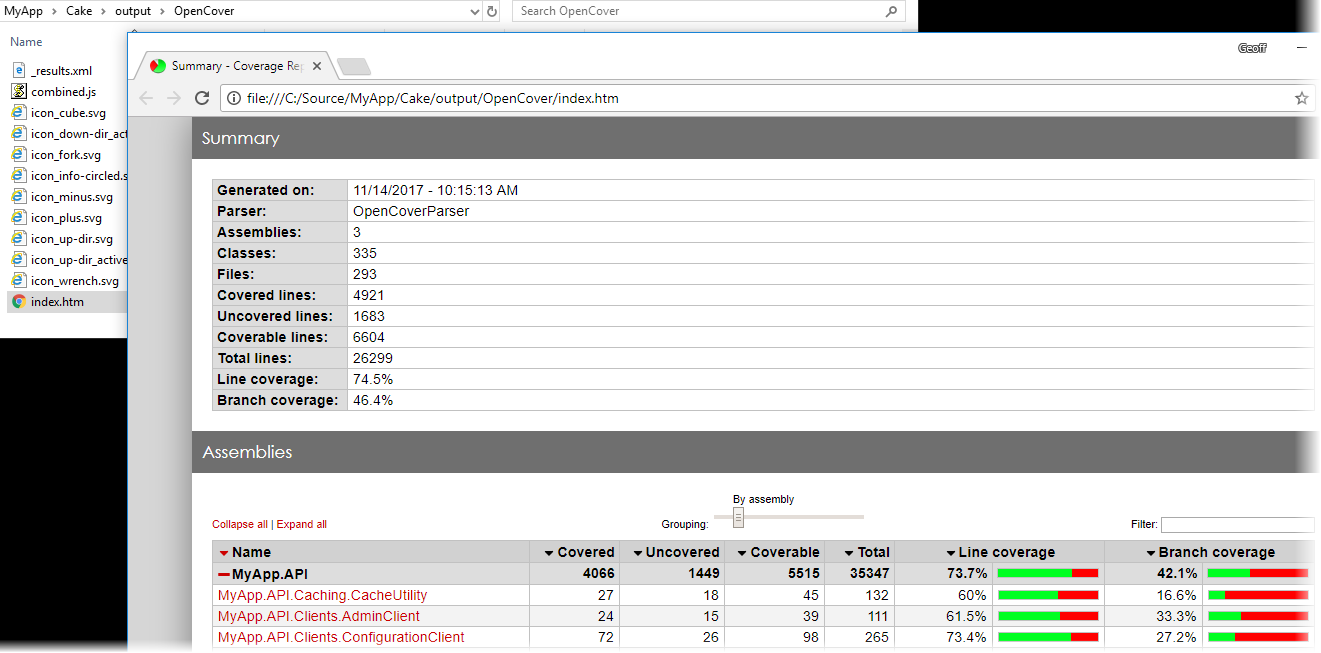 MyApp > Cake > output > OpenCover
Search OpenCover
Name
_results.xml
combined.js
icon_cube.svg
icon_down-dir_act
icon_fork.svg
icon_info-circled.s
icon_minus.svg
icon_plus.svg
icon_up-dir.svg
icon_up-dir_active
icon_wrench.svg
index.htm
Geoff
Summary - Coverage Rep
file:///C:/Source/MyApp/Cake/output/OpenCover/index.htm
Summary
Generated on: 11/14/2017 - 10:15:13 AM
Parser: OpenCoverParser
Assemblies: 3
Classes: 335
Files: 293
Covered lines: 4921
Uncovered lines: 1683
Coverable lines: 6604
Total lines: 26299
Line coverage: 74.5%
Branch coverage: 46.4%
Assemblies
By assembly
Collapse all | Expand all Grouping: Filter:
Name Covered Uncovered Coverable Total Line coverage Branch coverage
MyApp.API 4066 1449 5515 35347 73.7% 42.1%
MyApp.API.Caching.CacheUtility 27 18 45 132 60% 16.6%
MyApp.API.Clients.AdminClient 24 15 39 111 61.5% 33.3%
MyApp.API.Clients.ConfigurationClient 72 26 98 265 73.4% 27.2%